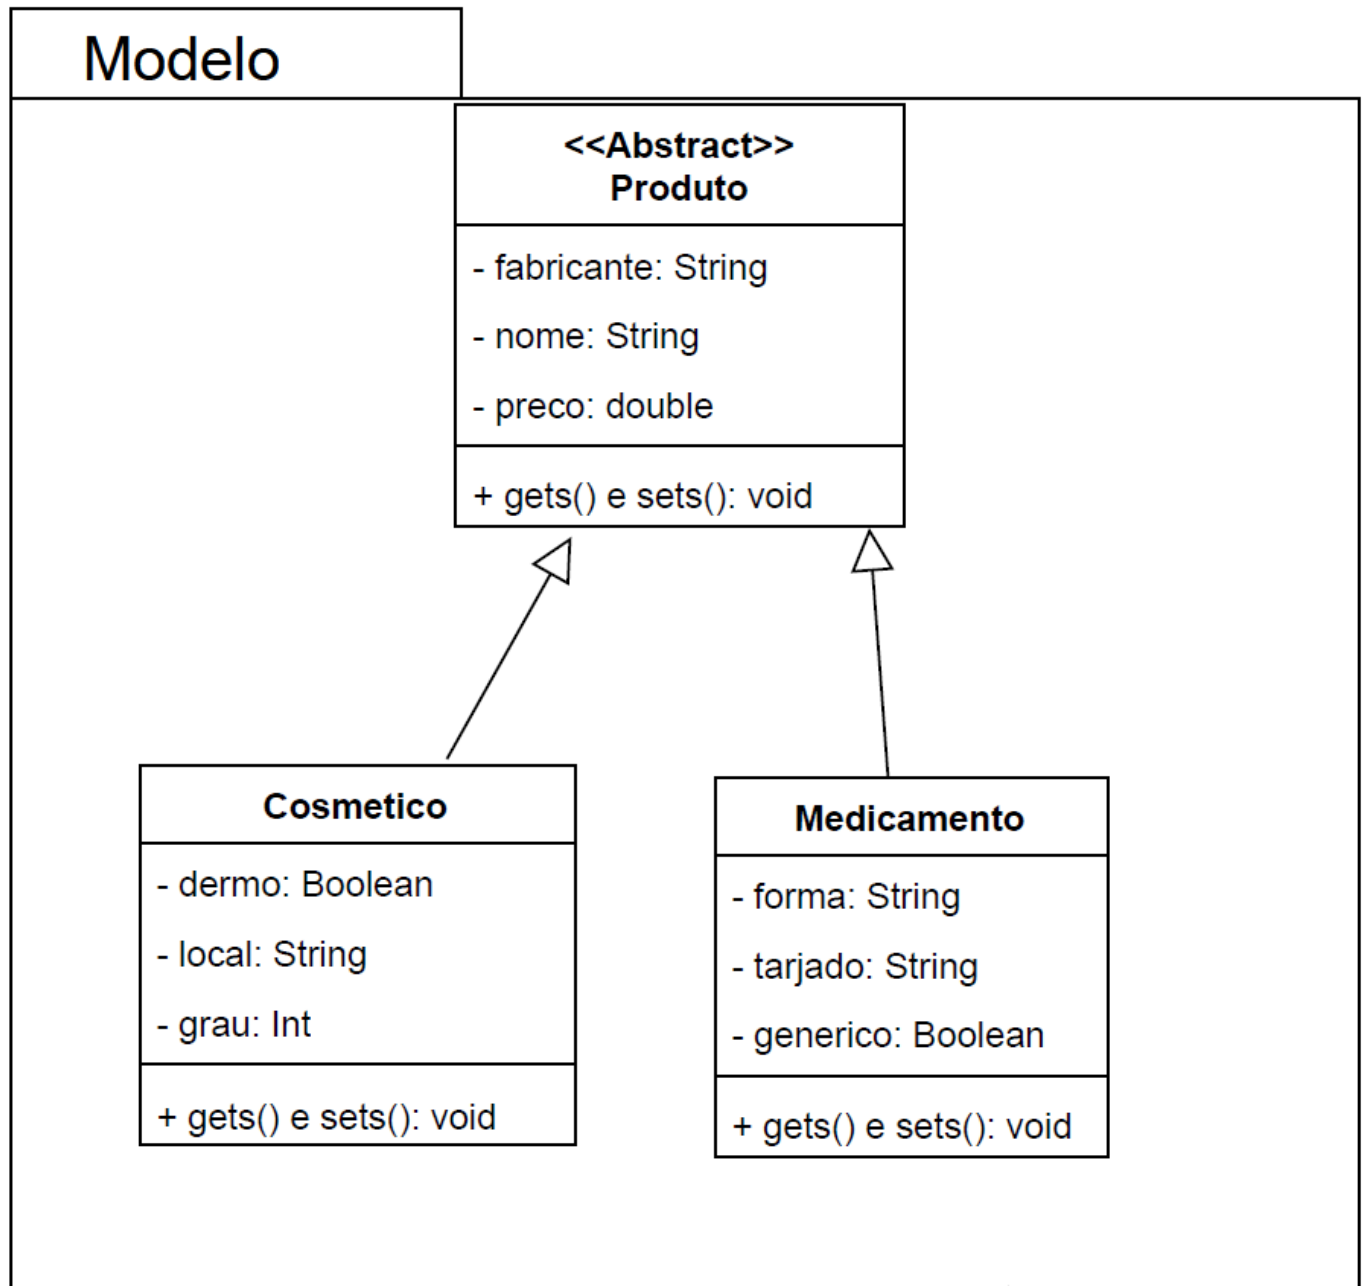 Modelo
<<Abstract>>
Produto
- fabricante: String
- nome: String
- preco: double
+ gets() e sets(): void
Cosmetico
- dermo: Boolean
- local: String
- grau: Int
+ gets() e sets(): void
Medicamento
- forma: String
- tarjado: String
- generico: Boolean
+ gets() e sets(): void